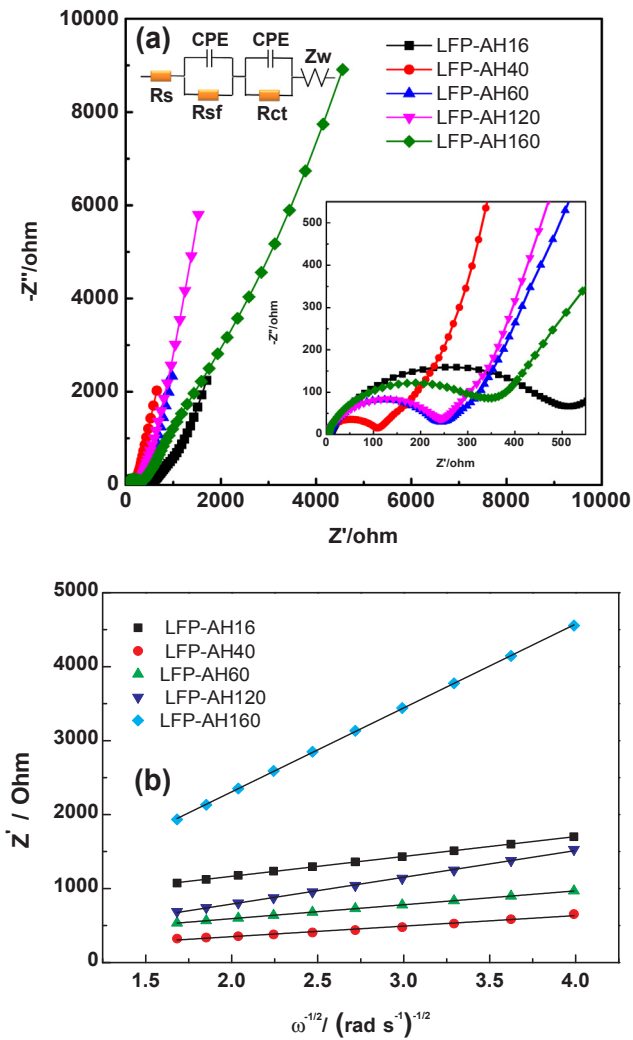 (a)
CPE CPE
Zw
Rs
Rsf Rct
LFP-AH16
LFP-AH40
LFP-AH60
LFP-AH120
LFP-AH160
10000
8000
6000
4000
2000
0
-Z''/ohm
500
400
300
200
100
0
-Z''/ohm
0 100 200 300 400 500
Z'/ohm
0 2000 4000 6000 8000 10000
Z'/ohm
5000
4000
3000
2000
1000
0
Z' / Ohm
LFP-AH16
LFP-AH40
LFP-AH60
LFP-AH120
LFP-AH160
(b)
1.5 2.0 2.5 3.0 3.5 4.0
ω^-1/2/ (rad s^-1)^-1/2